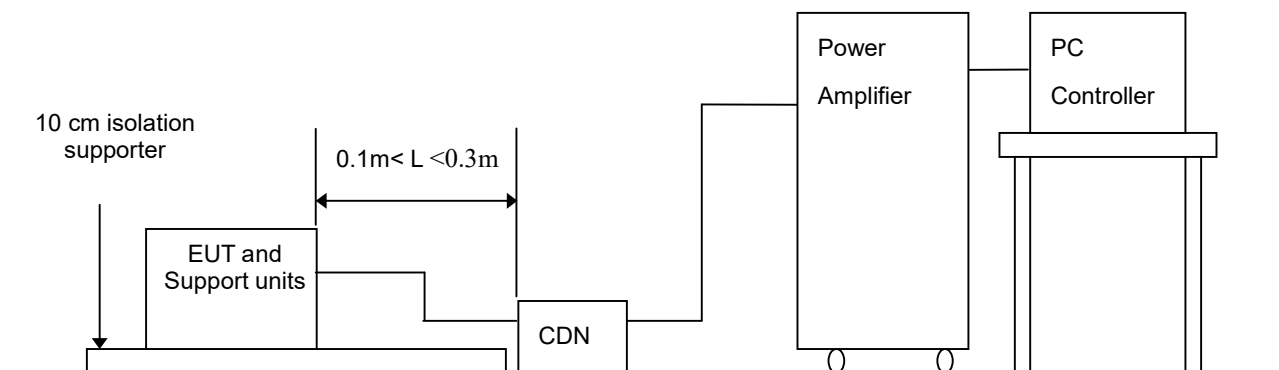 Power
Amplifier
PC
Controller
10 cm isolation
supporter
0.1m< L <0.3m
EUT and
Support units
CDN